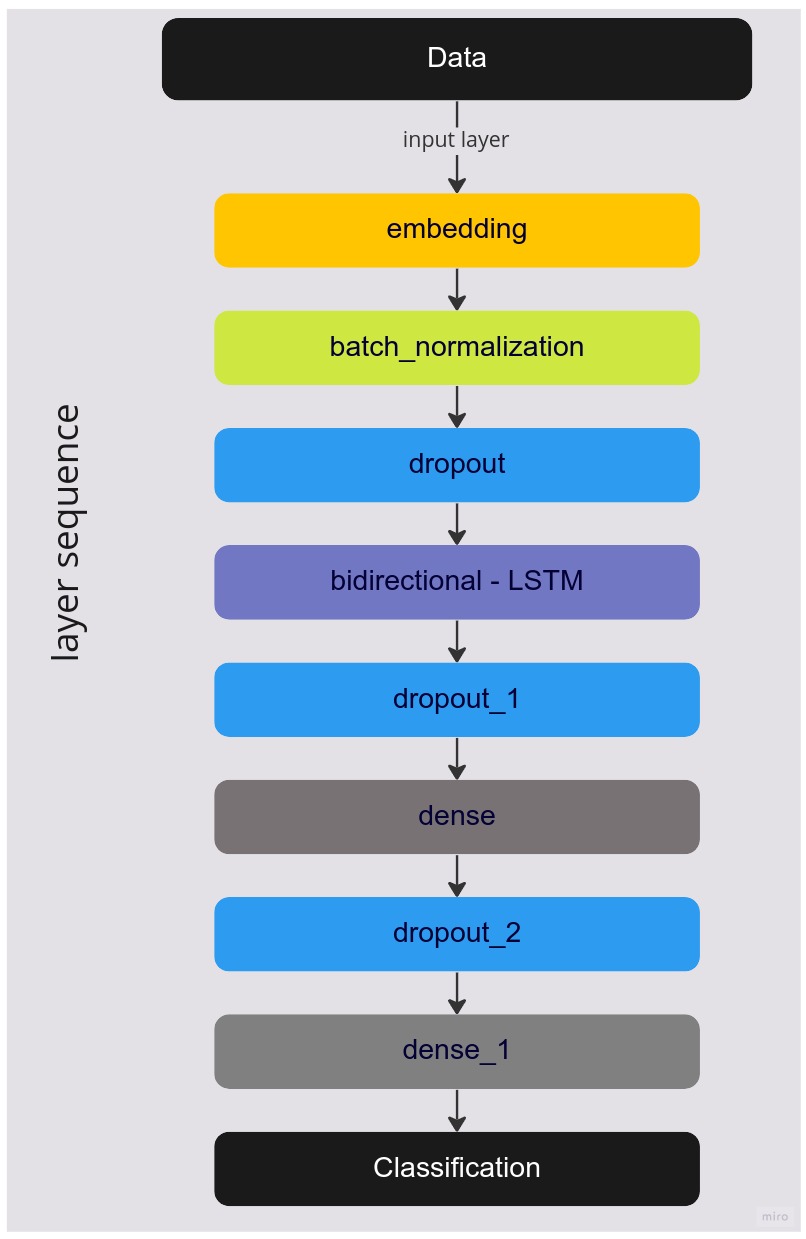 Data
input layer
embedding
batch_normalization
dropout
layer sequence
bidirectional - LSTM
dropout_1
dense
dropout_2
dense_1
Classification
miro